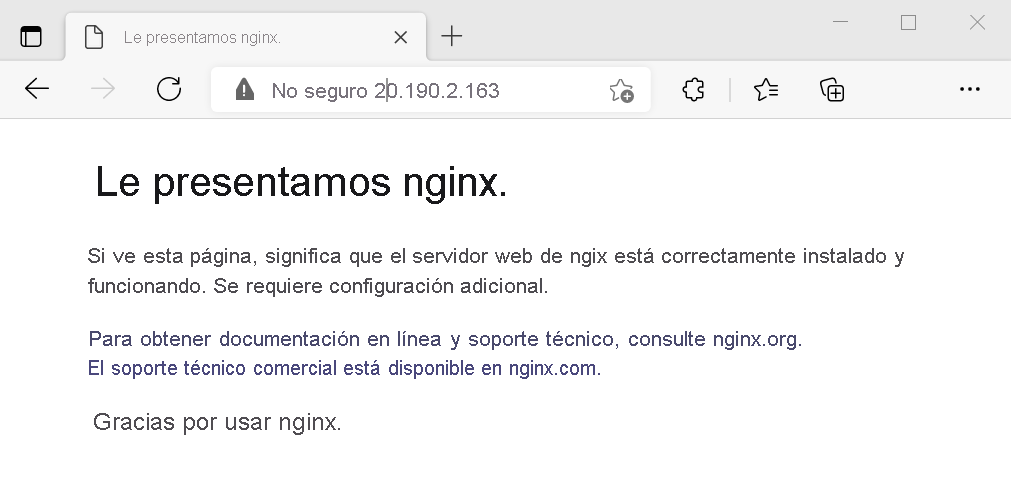 Le presentamos nginx.
No seguro 20.190.2.163
Le presentamos nginx.
Si ve esta página, significa que el servidor web de ngix está correctamente instalado y
funcionando. Se requiere configuración adicional.
Para obtener documentación en línea y soporte técnico, consulte nginx.org.
El soporte técnico comercial está disponible en nginx.com.
Gracias por usar nginx.